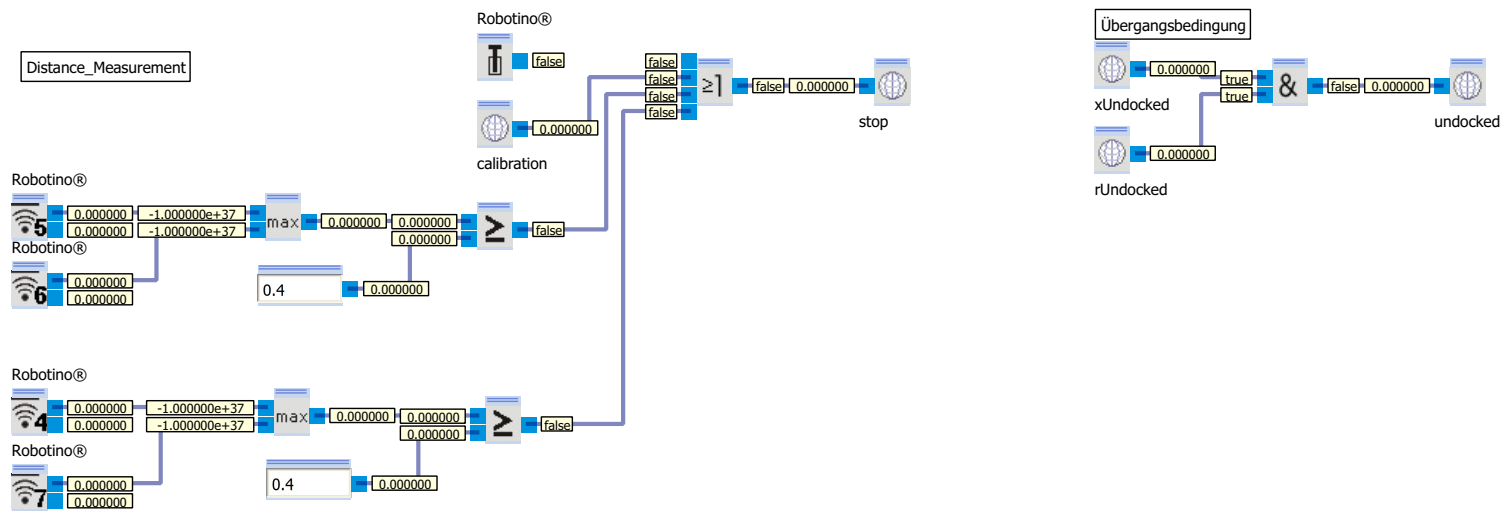 Robotino®
Übergangsbedingung
Distance_Measurement
false
false
false
false
false
≥1
false 0.000000
stop
calibration
0.000000
0.000000
xUndocked
true
true
&
false 0.000000
undocked
0.000000
rUndocked
Robotino®
5
0.000000 -1.000000e+37
0.000000 -1.000000e+37
max
0.000000 0.000000
0.000000
≥
false
Robotino®
6
0.000000
0.000000
0.4
0.000000
Robotino®
4
0.000000 -1.000000e+37
0.000000 -1.000000e+37
max
0.000000 0.000000
0.000000
≥
false
Robotino®
7
0.000000
0.000000
0.4
0.000000